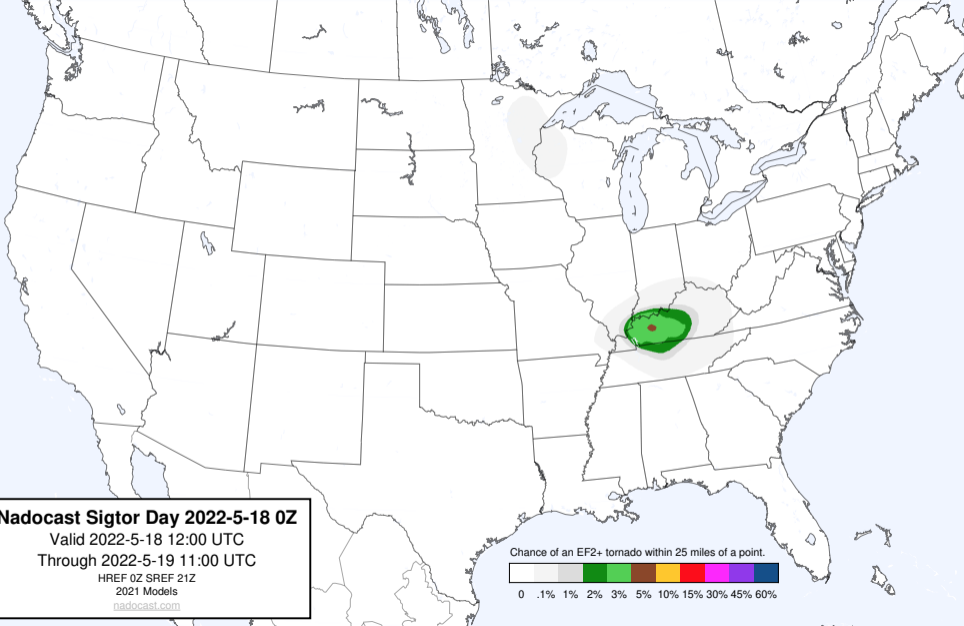 Nadocast Sigtor Day 2022-5-18 0Z
Valid 2022-5-18 12:00 UTC
Through 2022-5-19 11:00 UTC
HREF 0Z SREF 21Z
2021 Models
nadocast.com
Chance of an EF2+ tornado within 25 miles of a point.
0 .1% 1% 2% 3% 5% 10% 15% 30% 45% 60%